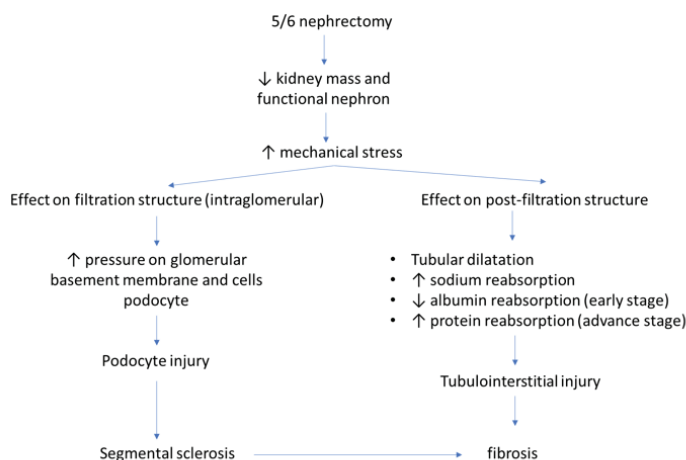 5/6 nephrectomy
↓ kidney mass and
functional nephron
↑ mechanical stress
Effect on filtration structure (intraglomerular)
Effect on post-filtration structure
↑ pressure on glomerular
basement membrane and cells
podocyte
• Tubular dilatation
• ↑ sodium reabsorption
• ↓ albumin reabsorption (early stage)
• ↑ protein reabsorption (advance stage)
Podocyte injury
Tubulointerstitial injury
Segmental sclerosis
fibrosis